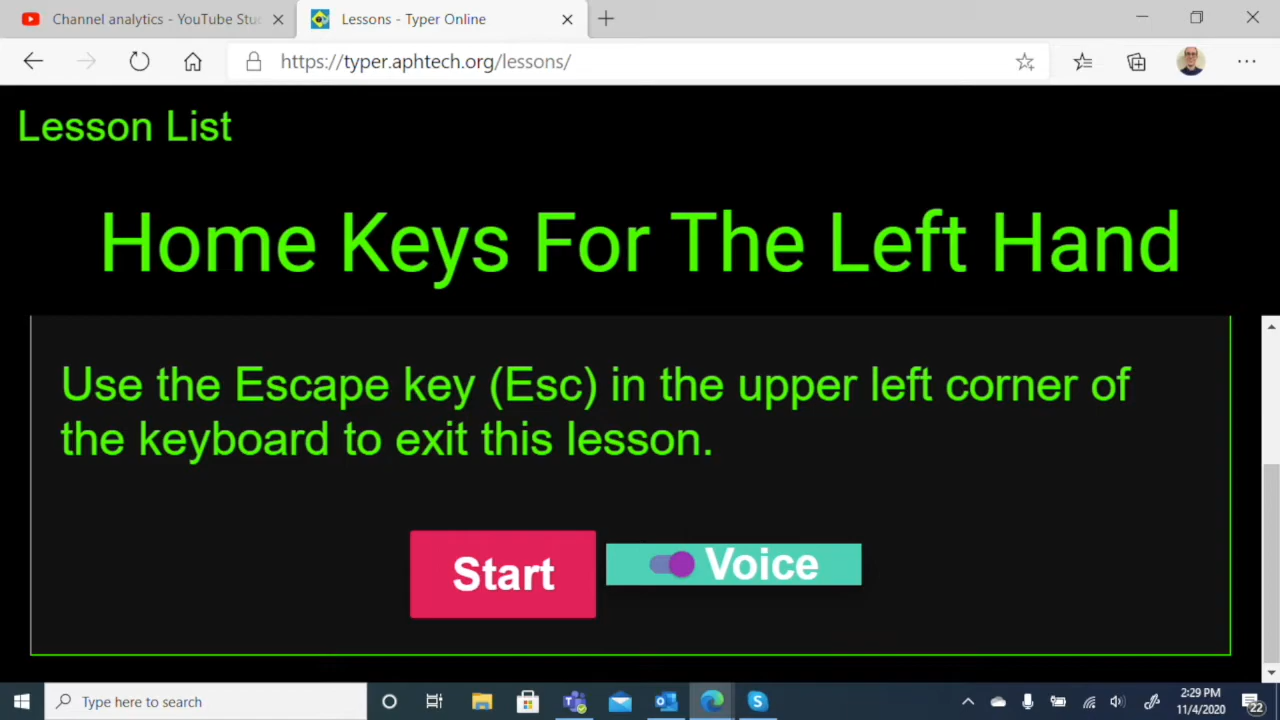 Channel analytics - YouTube Stu
Lessons - Typer Online
https://typer.aphtech.org/lessons/
Lesson List
Home Keys For The Left Hand
Use the Escape key (Esc) in the upper left corner of
the keyboard to exit this lesson.
Start
Voice
Type here to search
2:29 PM
11/4/2020
22